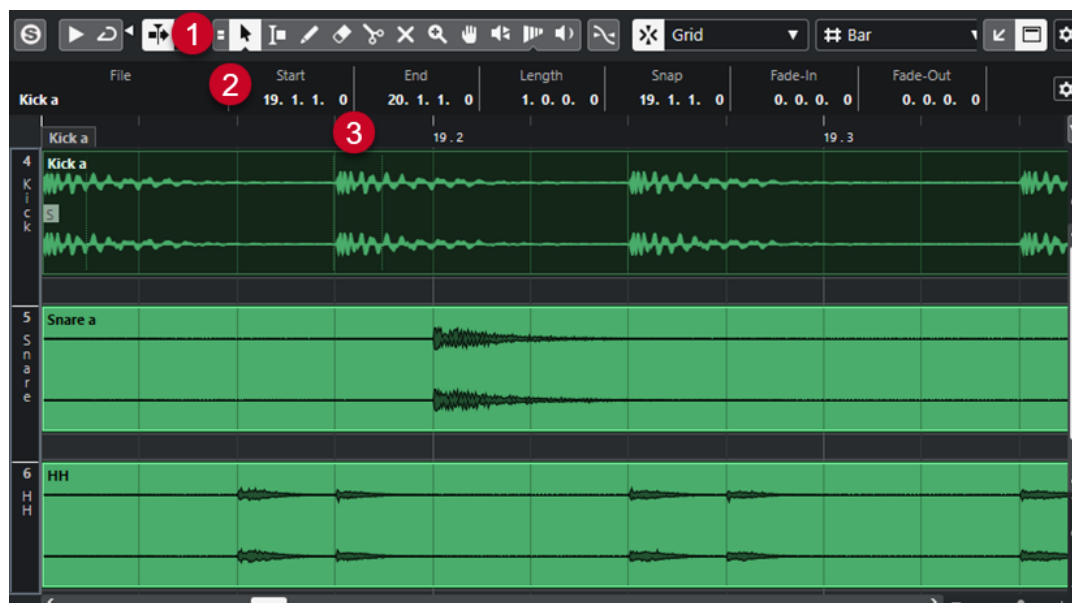 1 Grid Bar
2 File Start End Length Snap Fade-In Fade-Out
Kick a 19. 1. 1. 0 20. 1. 1. 0 1. 0. 0. 0 19. 1. 1. 0 0. 0. 0. 0 0. 0. 0. 0
Kick a 3 19.2 19.3
4 Kick a
Kick
S
5 Snare a
Snare
6 HH
HH